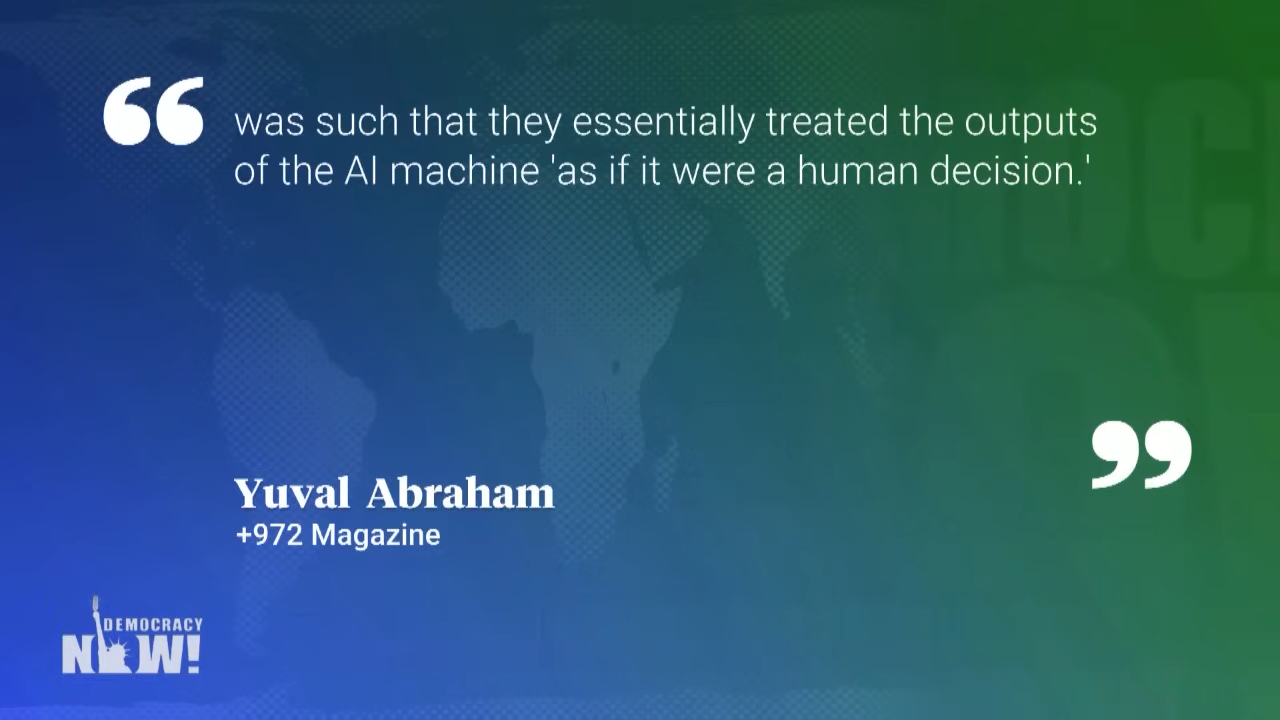 “ was such that they essentially treated the outputs
of the AI machine 'as if it were a human decision.'
”
Yuval Abraham
+972 Magazine
DEMOCRACY
NOW!